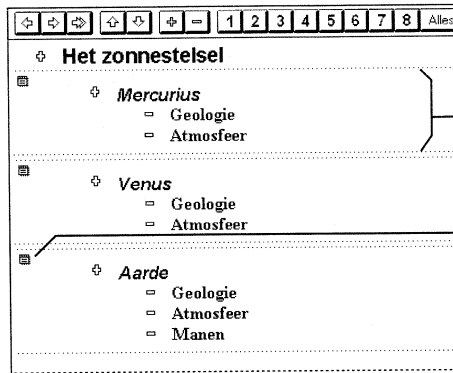 1 2 3 4 5 6 7 8 Alles
Het zonnestelsel
Mercurius
Geologie
Atmosfeer
Venus
Geologie
Atmosfeer
Aarde
Geologie
Atmosfeer
Manen